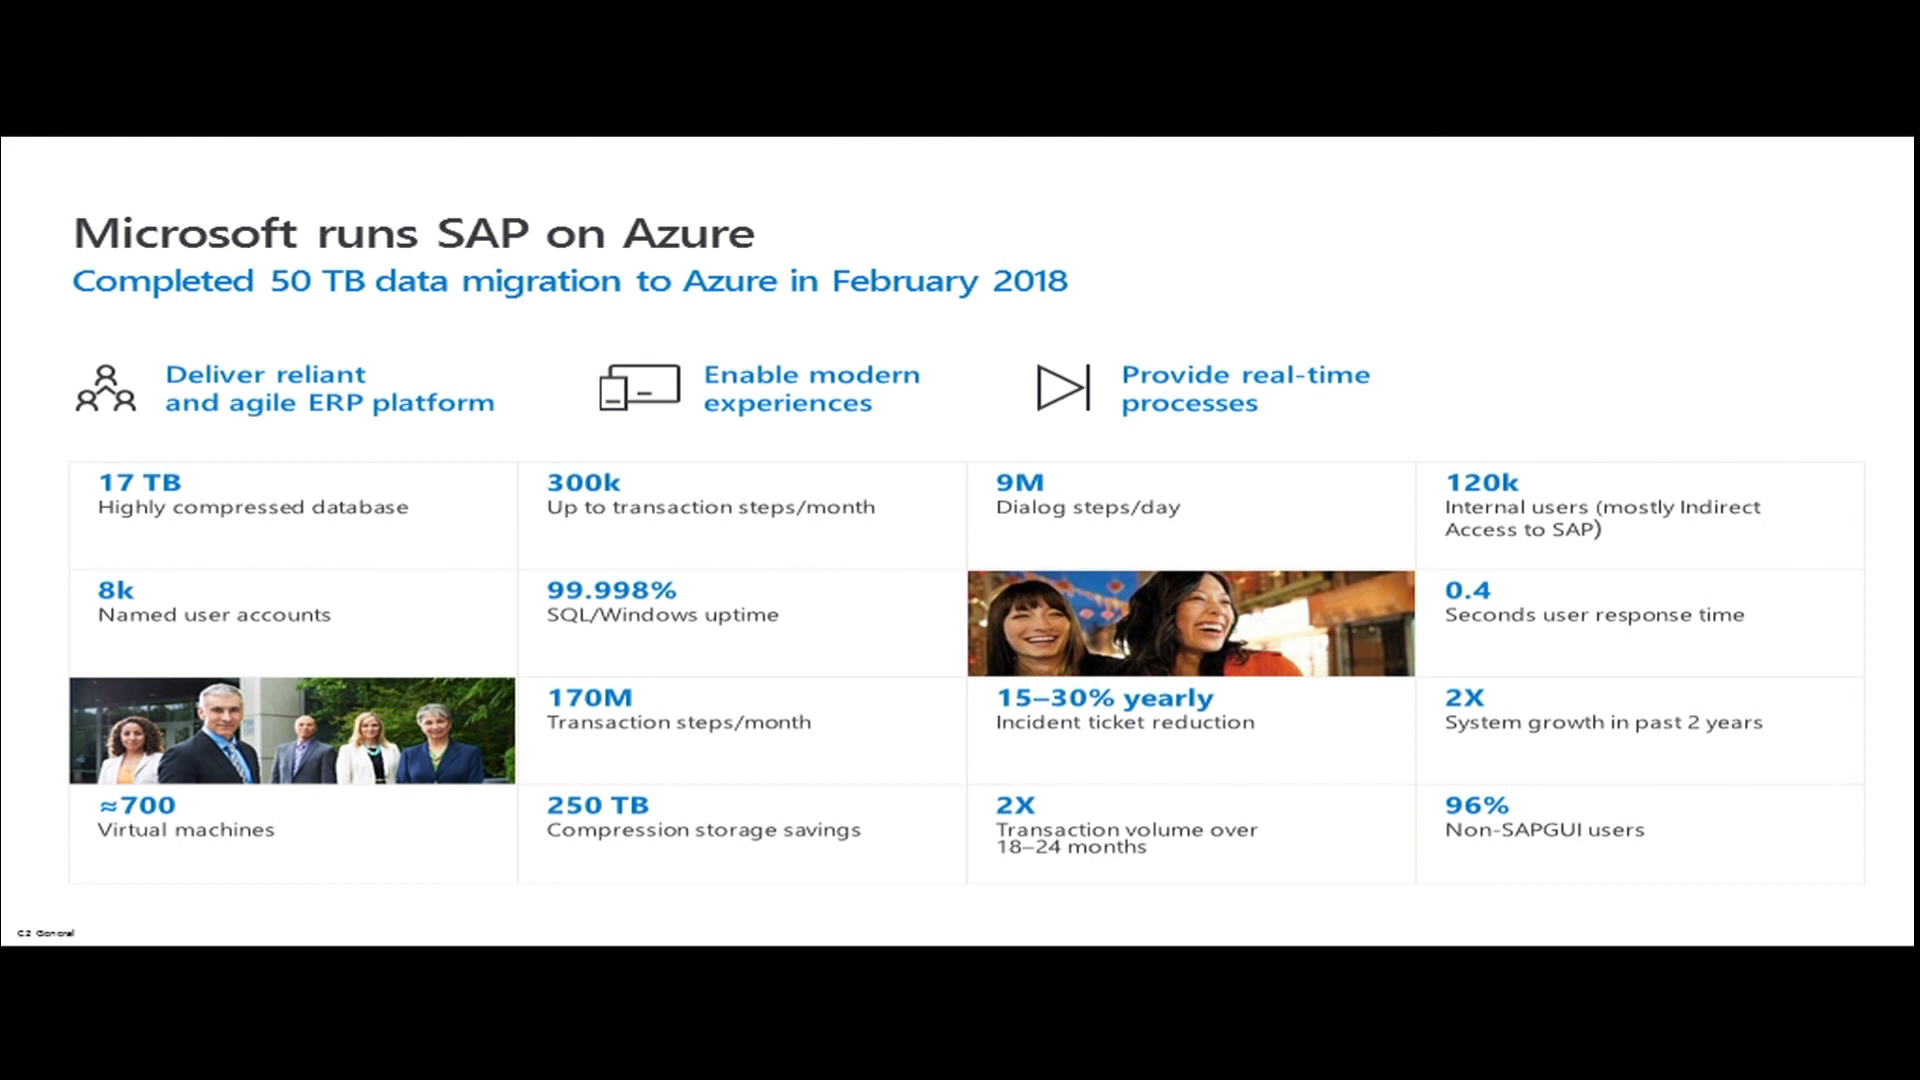 Microsoft runs SAP on Azure
Completed 50 TB data migration to Azure in February 2018
Deliver reliant
and agile ERP platform
Enable modern
experiences
Provide real-time
processes
17 TB
Highly compressed database
300k
Up to transaction steps/month
9M
Dialog steps/day
120k
Internal users (mostly Indirect
Access to SAP)
8k
Named user accounts
99.998%
SQL/Windows uptime
0.4
Seconds user response time
170M
Transaction steps/month
15–30% yearly
Incident ticket reduction
2X
System growth in past 2 years
≈700
Virtual machines
250 TB
Compression storage savings
2X
Transaction volume over
18–24 months
96%
Non-SAPGUI users
C2 General